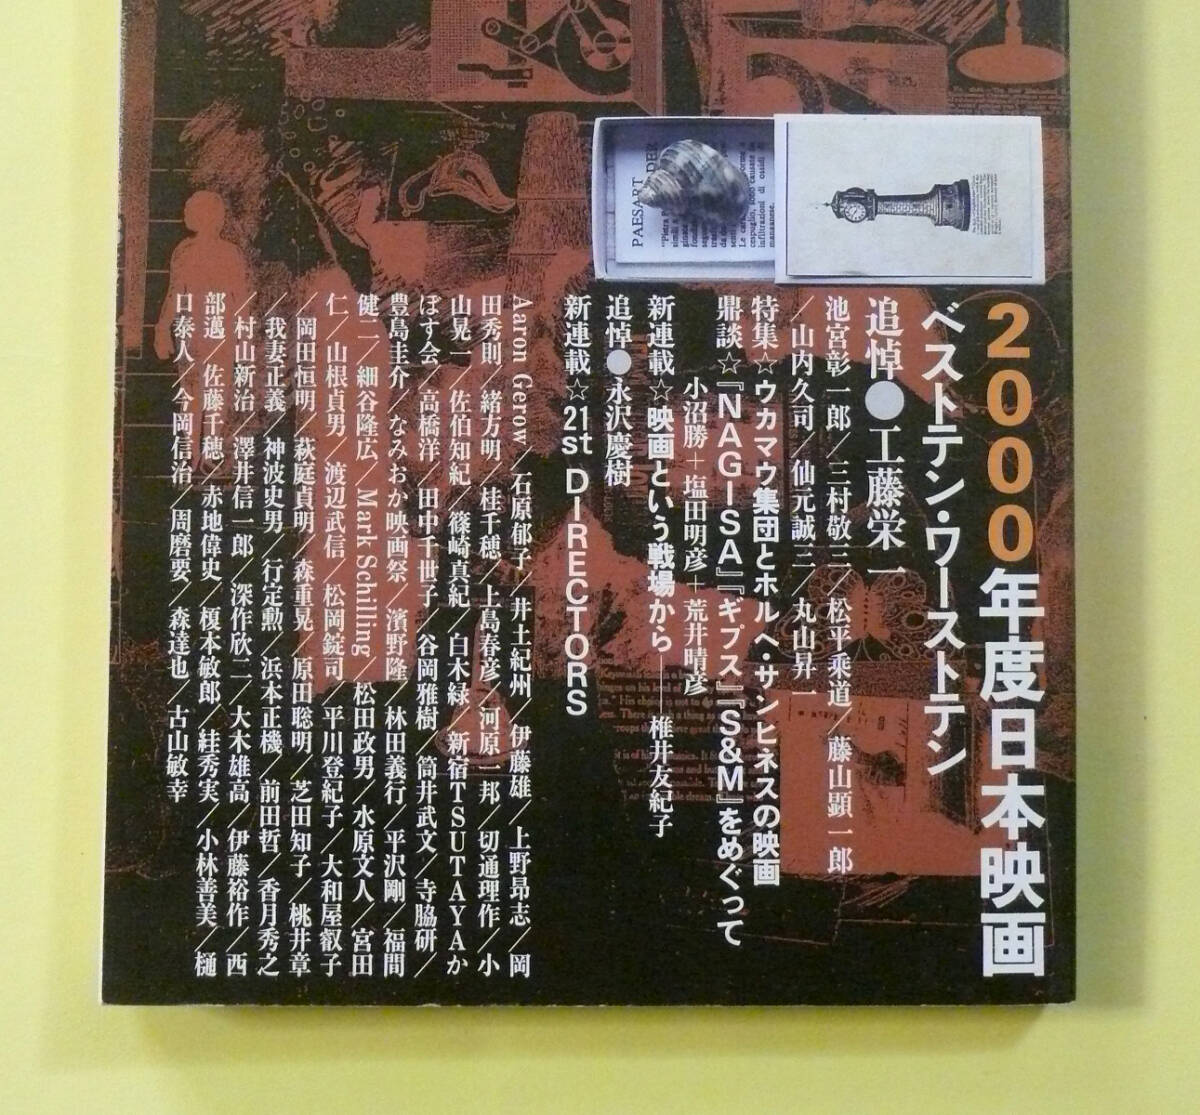 2000年度日本映画
ベストテン・ワーストテン
追悼●工藤栄一
池宮彰一郎／三村敬三／松平乗道／藤山顕一郎
／山内久司／仙元誠三／丸山昇一
特集☆ウカマウ集団とホルヘ・サンヒネスの映画
鼎談☆『NAGISA』『ギプス』『S&M』をめぐって
小沼勝＋塩田明彦＋荒井晴彦
新連載☆映画という戦場から――椎井友紀子
追悼●永沢慶樹
新連載☆21st DIRECTORS
Aaron Gerow／石原郁子／井土紀州／伊藤雄／上野昂志／岡
田秀則／緒方明／桂千穂／上島春彦／河原一邦／切通理作／小
山晃一／佐伯知紀／篠崎真紀／白木緑／新宿TSUTAYAか
ぼす会／高橋洋／田中千世子／谷岡雅樹／筒井武文／寺脇研／
豊島圭介／なみおか映画祭／濱野隆／林田義行／平沢剛／福間
健二／細谷隆広／Mark Schilling／松田政男／水原文人／宮田
仁／山根貞男／渡辺武信／松岡錠司／平川登紀子／大和屋叡子
／岡田恒明／萩庭貞明／森重晃／原田聡明／芝田知子／桃井章
／我妻正義／神波史男／行定勲／浜本正機／前田哲／香月秀之
／村山新治／澤井信一郎／深作欣二／大木雄高／伊藤裕作／西
部邁／佐藤千穂／赤地偉史／榎本敏郎／絓秀実／小林善美／樋
口泰人／今岡信治／周磨要／森達也／古山敏幸
PAESART